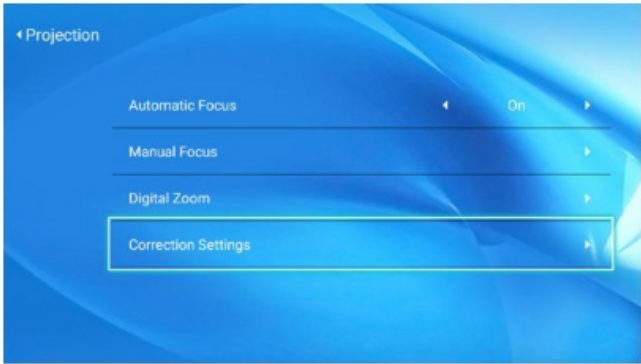 Projection
Automatic Focus On
Manual Focus
Digital Zoom
Correction Settings